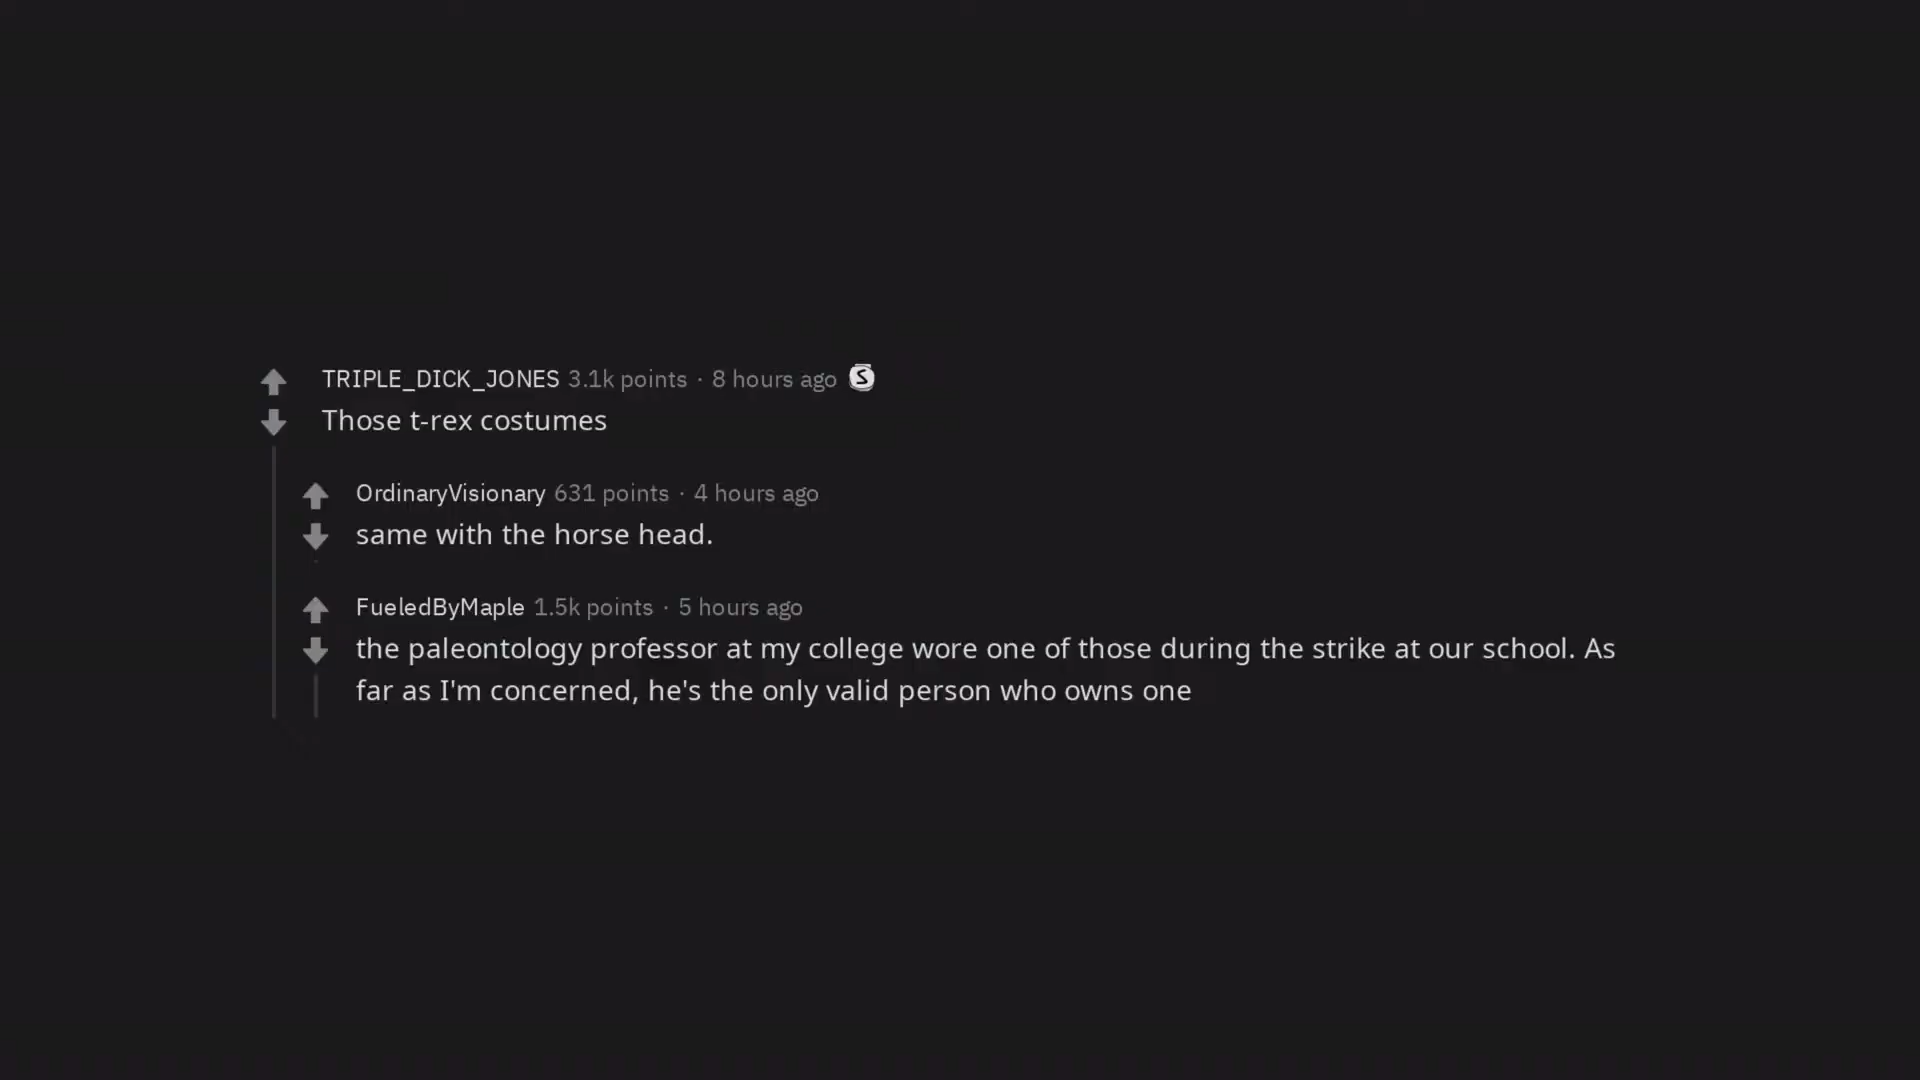 TRIPLE_DICK_JONES 3.1k points · 8 hours ago S
Those t-rex costumes
OrdinaryVisionary 631 points · 4 hours ago
same with the horse head.
FueledByMaple 1.5k points · 5 hours ago
the paleontology professor at my college wore one of those during the strike at our school. As
far as I'm concerned, he's the only valid person who owns one